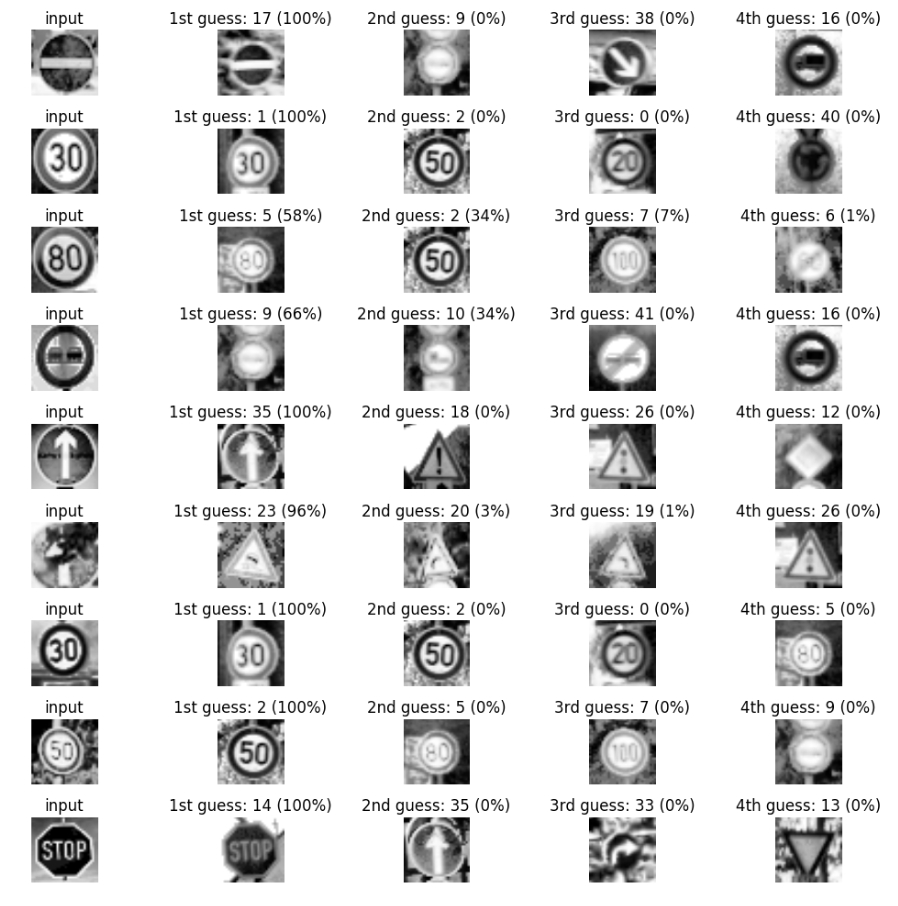 input 1st guess: 17 (100%) 2nd guess: 9 (0%) 3rd guess: 38 (0%) 4th guess: 16 (0%)
input 1st guess: 1 (100%) 2nd guess: 2 (0%) 3rd guess: 0 (0%) 4th guess: 40 (0%)
30 30 50 20
input 1st guess: 5 (58%) 2nd guess: 2 (34%) 3rd guess: 7 (7%) 4th guess: 6 (1%)
80 80 50 100
input 1st guess: 9 (66%) 2nd guess: 10 (34%) 3rd guess: 41 (0%) 4th guess: 16 (0%)
input 1st guess: 35 (100%) 2nd guess: 18 (0%) 3rd guess: 26 (0%) 4th guess: 12 (0%)
input 1st guess: 23 (96%) 2nd guess: 20 (3%) 3rd guess: 19 (1%) 4th guess: 26 (0%)
input 1st guess: 1 (100%) 2nd guess: 2 (0%) 3rd guess: 0 (0%) 4th guess: 5 (0%)
30 30 50 20 80
input 1st guess: 2 (100%) 2nd guess: 5 (0%) 3rd guess: 7 (0%) 4th guess: 9 (0%)
50 50 80 100
input 1st guess: 14 (100%) 2nd guess: 35 (0%) 3rd guess: 33 (0%) 4th guess: 13 (0%)
STOP STOP